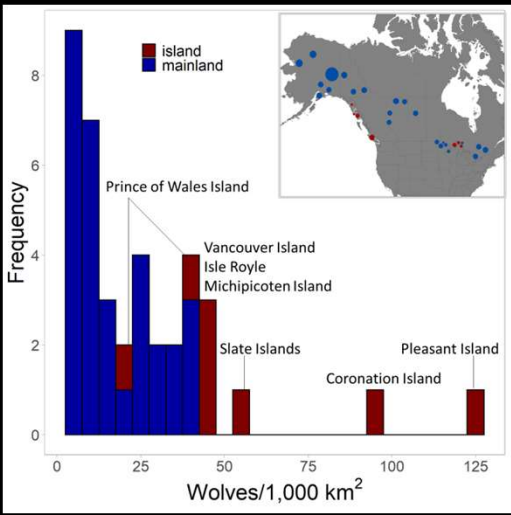 island
mainland
Prince of Wales Island
Vancouver Island
Isle Royle
Michipicoten Island
Slate Islands
Pleasant Island
Coronation Island
Frequency
8
6
4
2
0
0 25 50 75 100 125
Wolves/1,000 km²